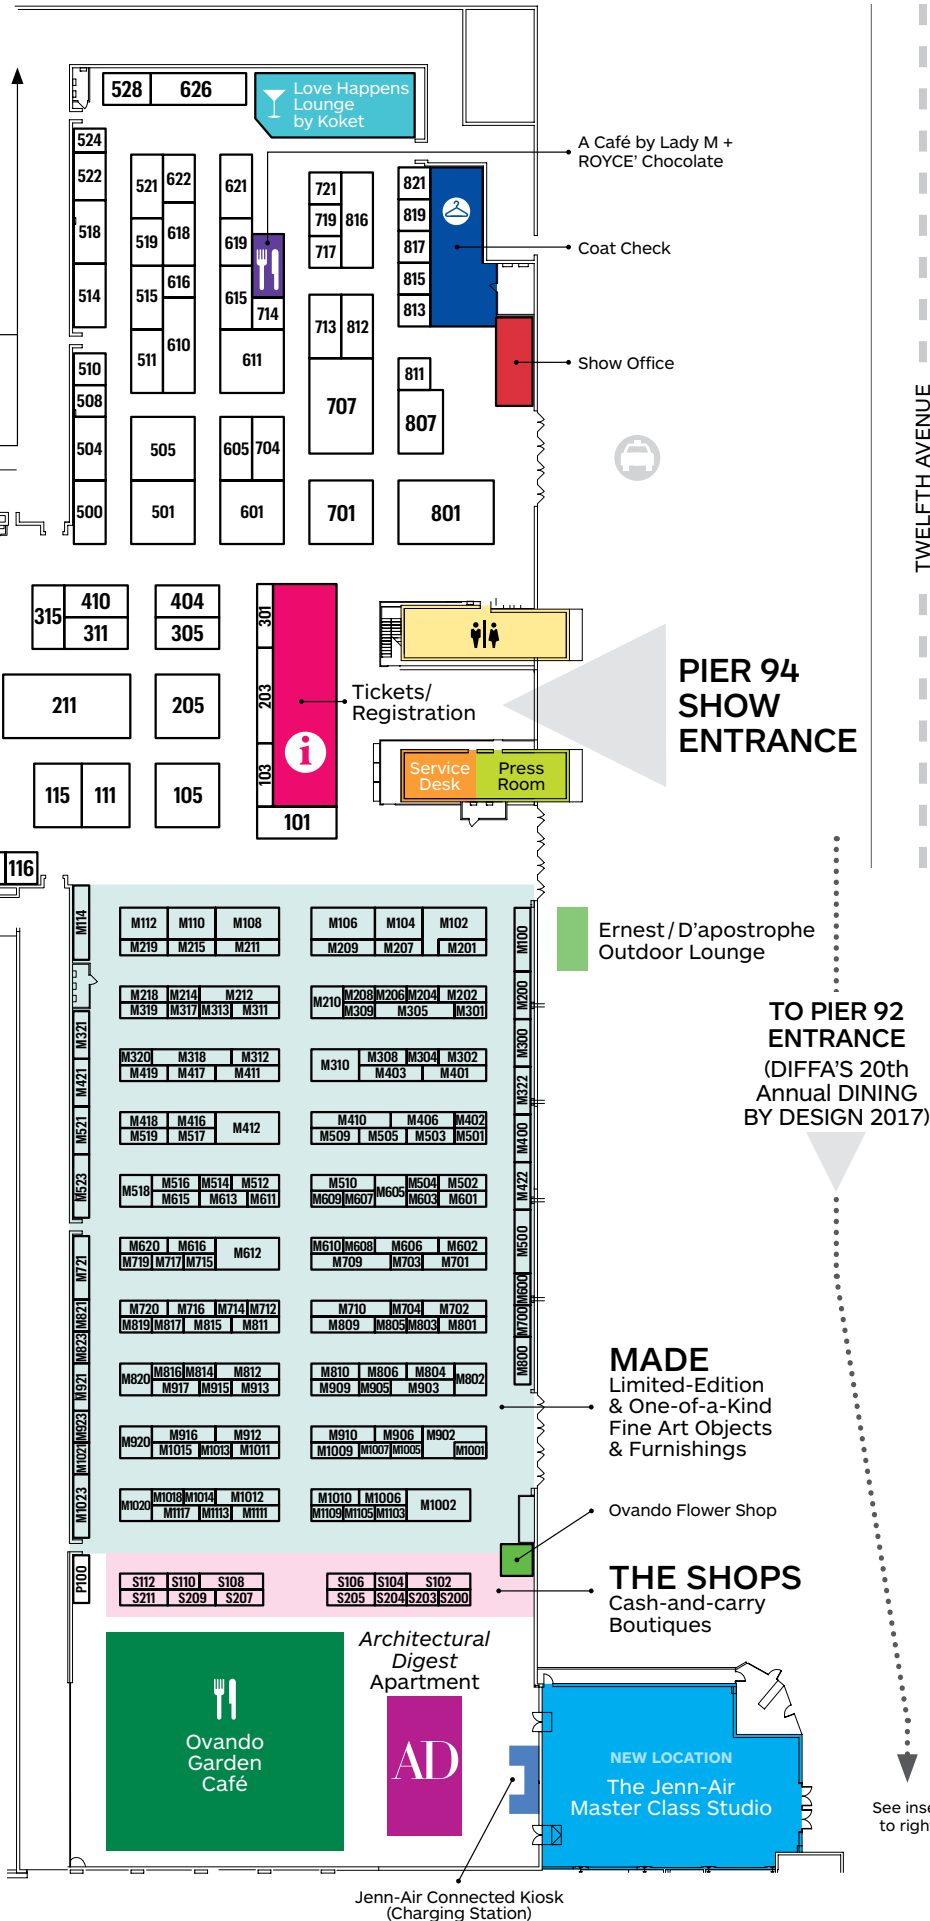 528 626
Love Happens
Lounge
by Koket
A Café by Lady M +
ROYCE' Chocolate
524
522
518
514
521 622
519 618
515 616
511 610
621
619
615 714
611
721 816
719
717
821
819
817
815
813
Coat Check
713 812
707
811
807
Show Office
510
508
504
500
505
501
605 704
601
701
801
TWELFTH AVENUE
315 410
311
404
305
301
203
103
101
211
205
115 111
105
116
Tickets/
Registration
Service
Desk
Press
Room
PIER 94
SHOW
ENTRANCE
M114
M112 M110 M108
M219 M215 M211
M106 M104 M102
M209 M207 M201
M100
Ernest/D'apostrophe
Outdoor Lounge
M218 M214 M212
M319 M317 M313 M311
M210 M208 M206 M204 M202
M309 M305 M301
M200
TO PIER 92
ENTRANCE
(DIFFA'S 20th
Annual DINING
BY DESIGN 2017)
M321
M320 M318 M312
M419 M417 M411
M310 M308 M304 M302
M403 M401
M300
M421
M322
M521
M418 M416 M412
M519 M517
M410 M406 M402
M509 M505 M503 M501
M400
M523
M518 M516 M514 M512
M615 M613 M611
M510 M605 M504 M502
M609 M607 M603 M601
M422
M721
M620 M616 M612
M719 M717 M715
M610 M608 M606 M602
M709 M703 M701
M500
M600
M821
M720 M716 M714 M712
M819 M817 M815 M811
M710 M704 M702
M809 M805 M803 M801
M700
M823
M921
M820 M816 M814 M812
M917 M915 M913
M810 M806 M804 M802
M909 M905 M903
M800
MADE
Limited-Edition
& One-of-a-Kind
Fine Art Objects
& Furnishings
M923
M1021
M920 M916 M912
M1015 M1013 M1011
M910 M906 M902
M1009 M1007 M1005 M1001
M1023
M1020 M1018 M1014 M1012
M1117 M1113 M1111
M1010 M1006 M1002
M1109 M1105 M1103
Ovando Flower Shop
P100
S112 S110 S108
S211 S209 S207
S106 S104 S102
S205 S204 S203 S200
THE SHOPS
Cash-and-carry
Boutiques
Architectural
Digest
Apartment
AD
Ovando
Garden
Café
NEW LOCATION
The Jenn-Air
Master Class Studio
See inse
to righ
Jenn-Air Connected Kiosk
(Charging Station)